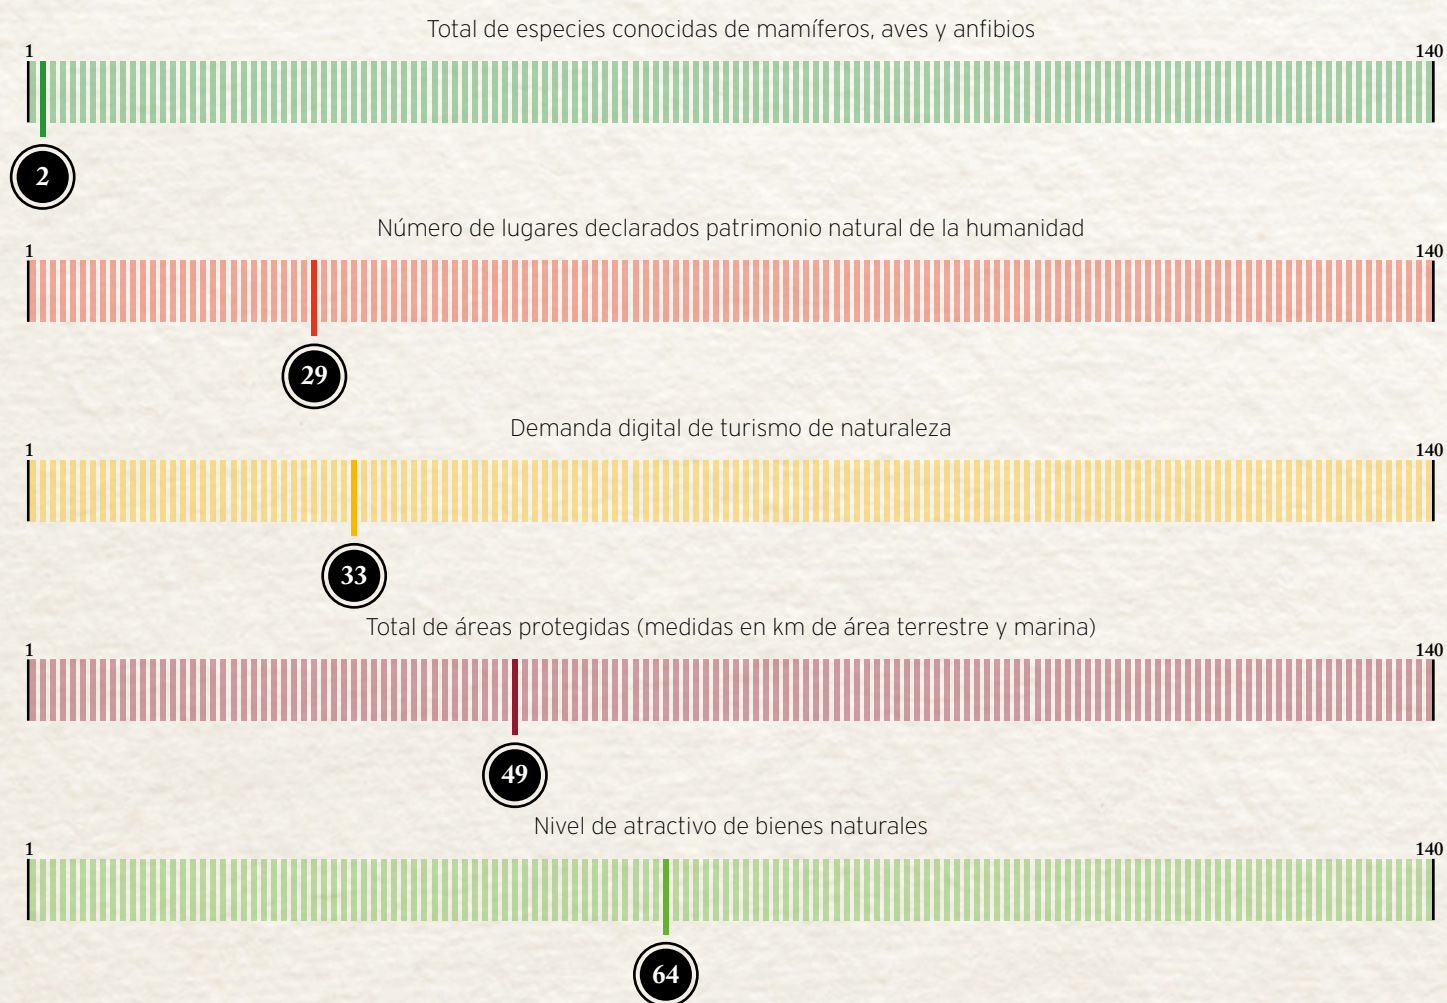 Total de especies conocidas de mamíferos, aves y anfibios
1 140
2
Número de lugares declarados patrimonio natural de la humanidad
1 140
29
Demanda digital de turismo de naturaleza
1 140
33
Total de áreas protegidas (medidas en km de área terrestre y marina)
1 140
49
Nivel de atractivo de bienes naturales
1 140
64